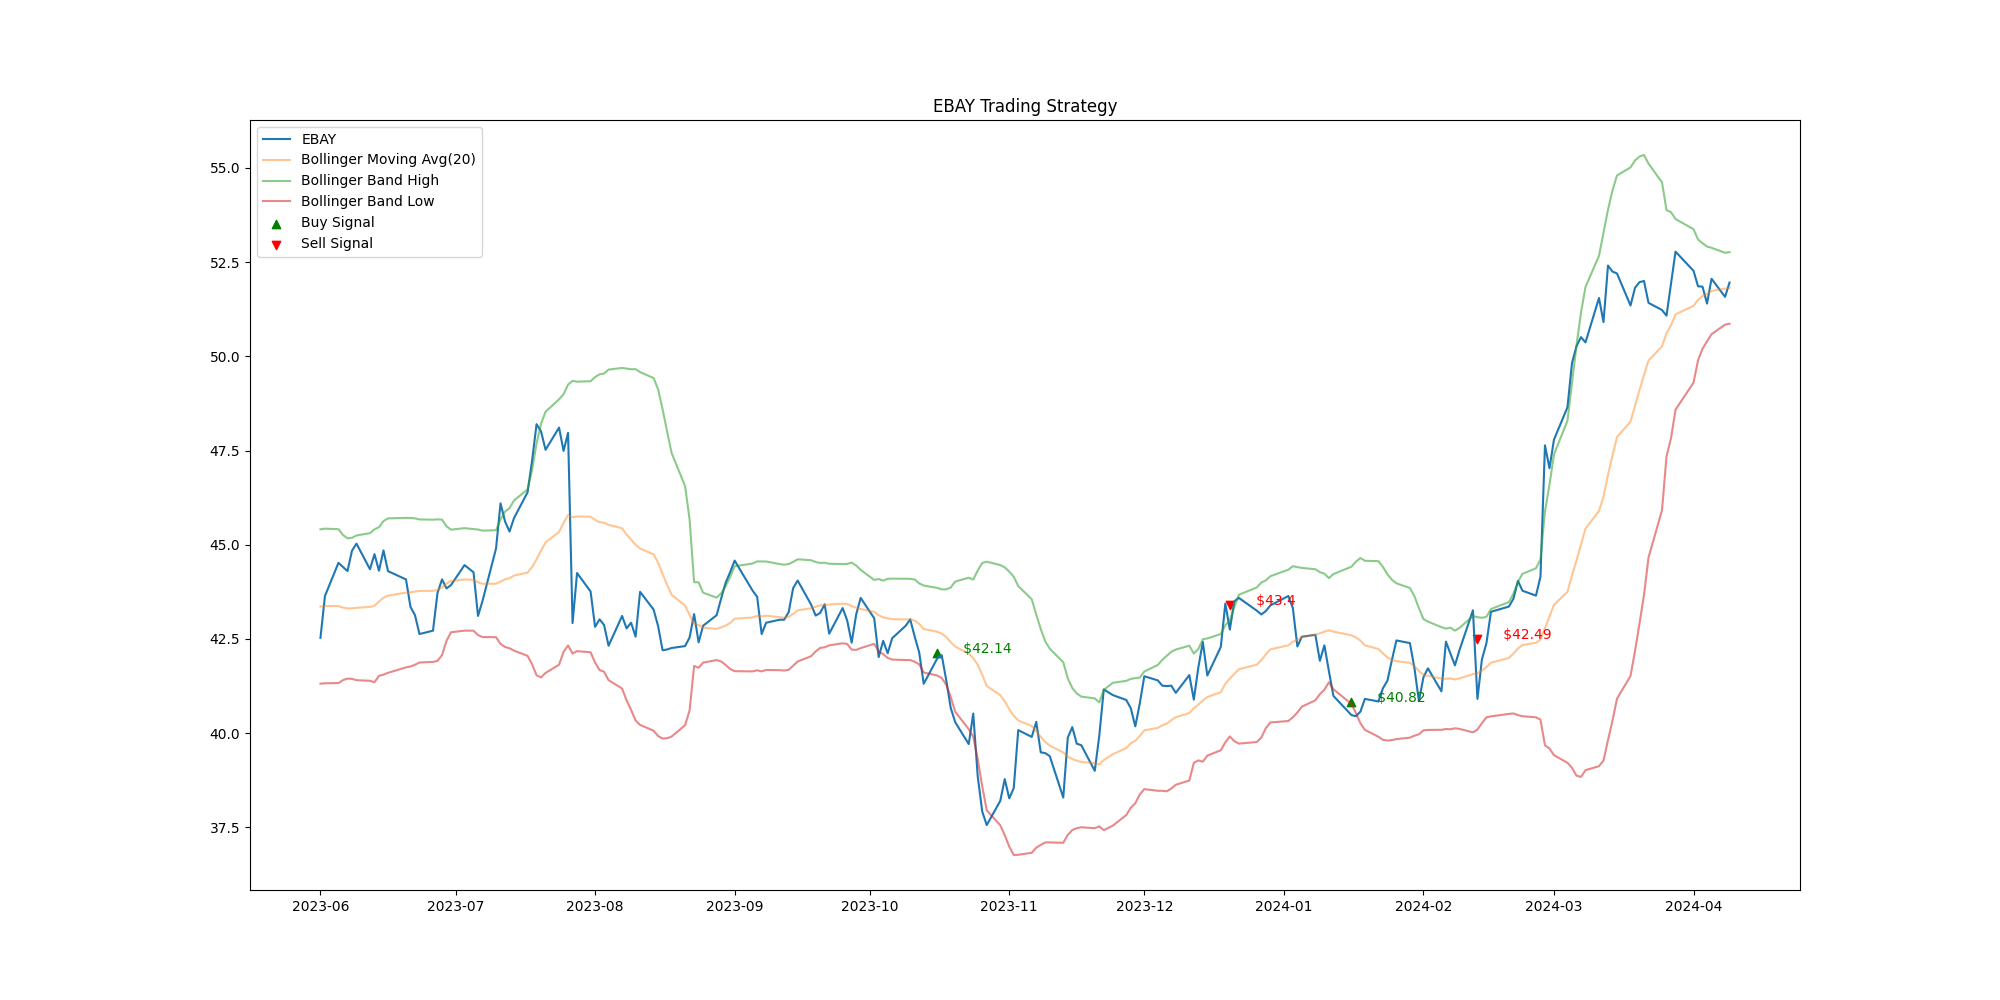 EBAY Trading Strategy
EBAY
Bollinger Moving Avg(20)
Bollinger Band High
Bollinger Band Low
Buy Signal
Sell Signal
55.0
52.5
50.0
47.5
45.0
42.5
40.0
37.5
$42.14
$43.4
$40.82
$42.49
2023-06 2023-07 2023-08 2023-09 2023-10 2023-11 2023-12 2024-01 2024-02 2024-03 2024-04